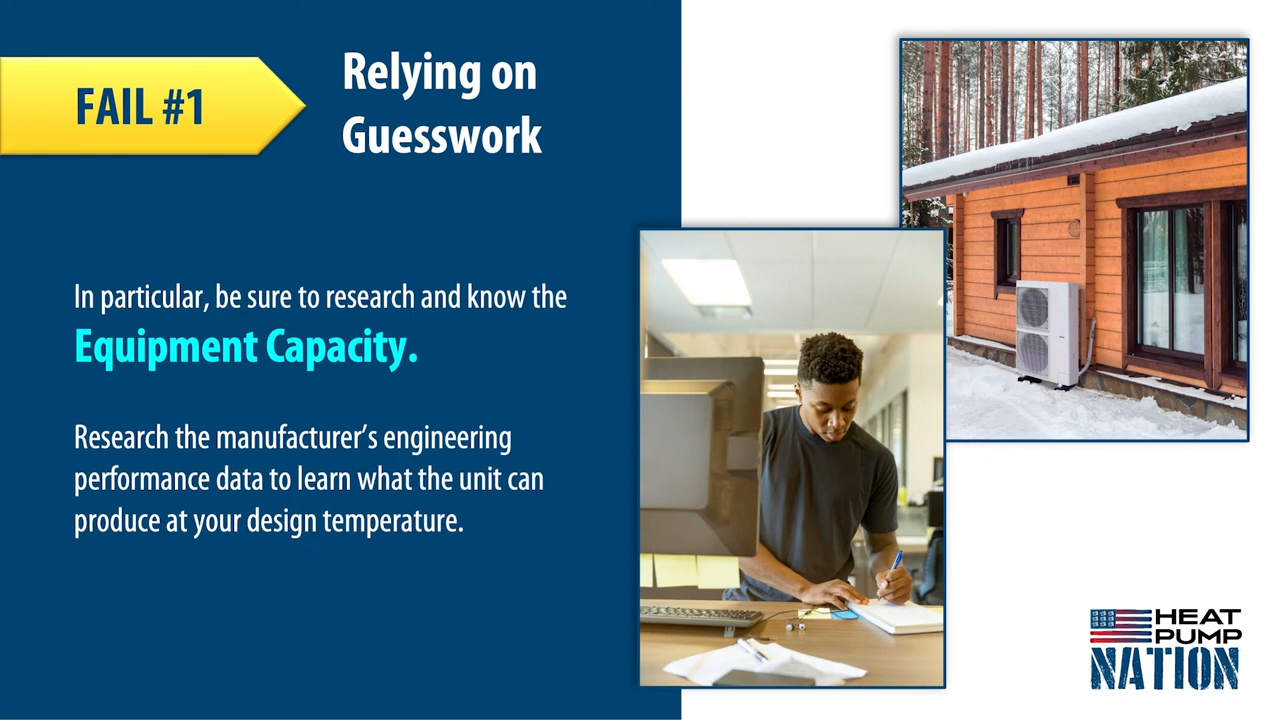 FAIL #1
Relying on
Guesswork
In particular, be sure to research and know the
Equipment Capacity.
Research the manufacturer’s engineering
performance data to learn what the unit can
produce at your design temperature.
HEAT
PUMP
NATION